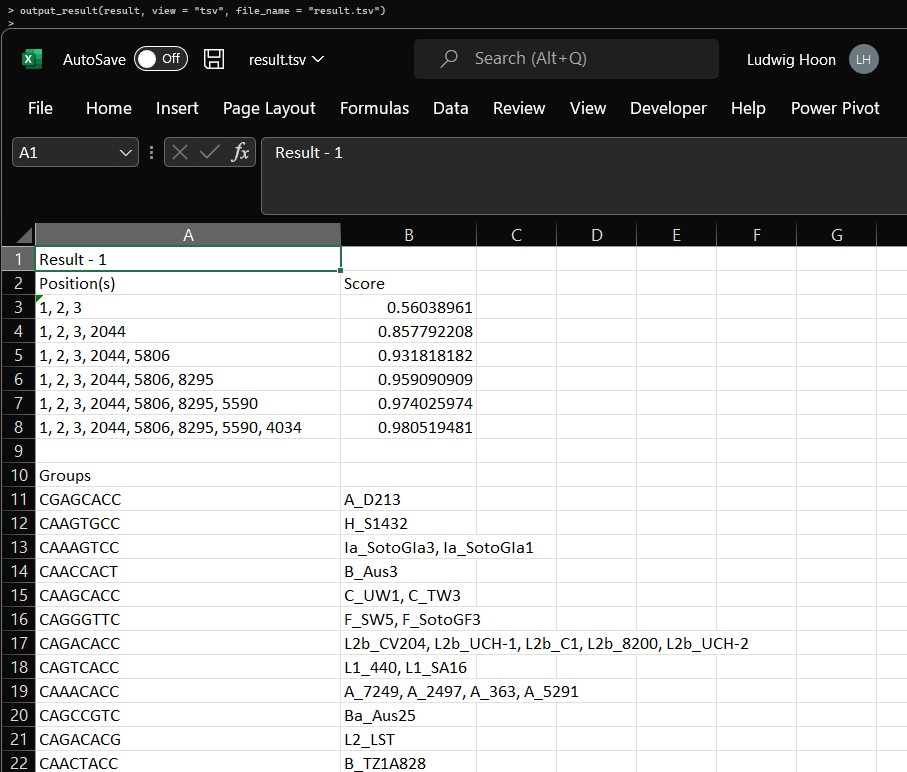 > output_result(result, view = "tsv", file_name = "result.tsv")
>
AutoSave Off result.tsv Search (Alt+Q) Ludwig Hoon LH
File Home Insert Page Layout Formulas Data Review View Developer Help Power Pivot
A1 fx Result - 1
A B C D E F G
1 Result - 1
2 Position(s) Score
3 1, 2, 3 0.56038961
4 1, 2, 3, 2044 0.857792208
5 1, 2, 3, 2044, 5806 0.931818182
6 1, 2, 3, 2044, 5806, 8295 0.959090909
7 1, 2, 3, 2044, 5806, 8295, 5590 0.974025974
8 1, 2, 3, 2044, 5806, 8295, 5590, 4034 0.980519481
9
10 Groups
11 CGAGCACC A_D213
12 CAAGTGCC H_S1432
13 CAAAGTCC Ia_SotoGIa3, Ia_SotoGIa1
14 CAACCACT B_Aus3
15 CAAGCACC C_UW1, C_TW3
16 CAGGGTTC F_SW5, F_SotoGF3
17 CAGACACC L2b_CV204, L2b_UCH-1, L2b_C1, L2b_8200, L2b_UCH-2
18 CAGTCACC L1_440, L1_SA16
19 CAAACACC A_7249, A_2497, A_363, A_5291
20 CAGCCGTC Ba_Aus25
21 CAGACACG L2_LST
22 CAACTACC B_TZ1A828